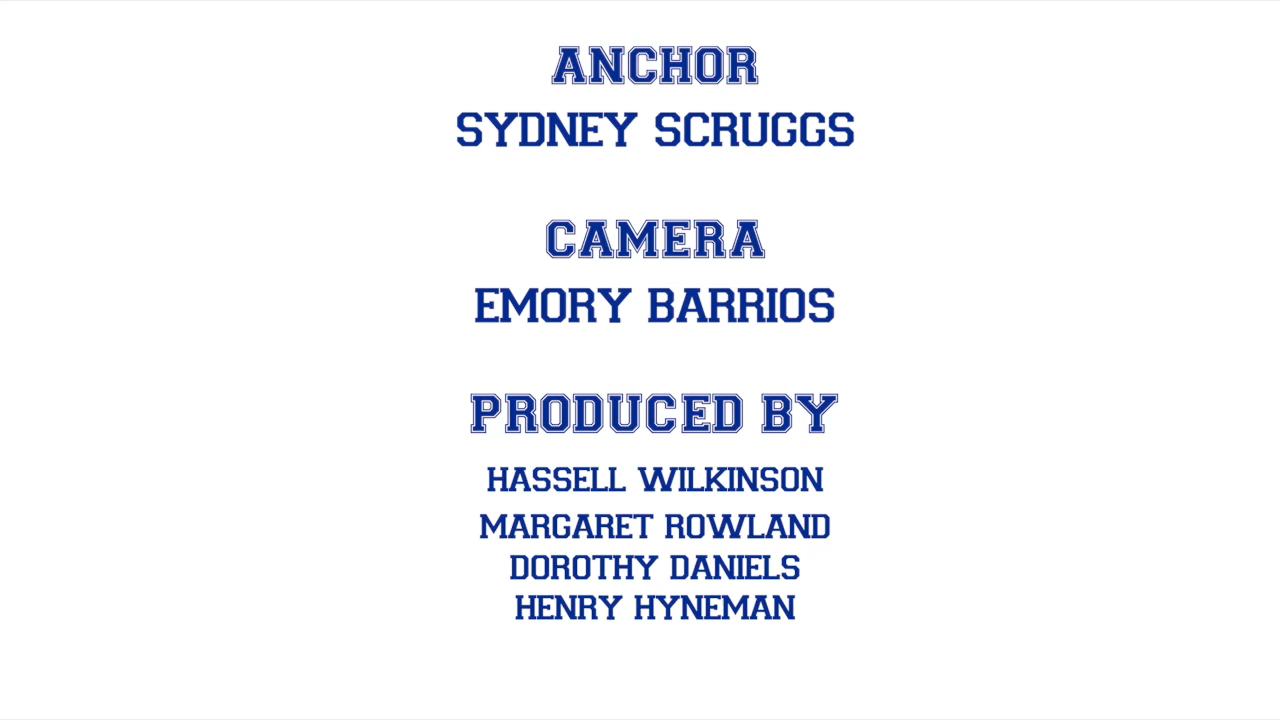 ANCHOR
SYDNEY SCRUGGS
CAMERA
EMORY BARRIOS
PRODUCED BY
HASSELL WILKINSON
MARGARET ROWLAND
DOROTHY DANIELS
HENRY HYNEMAN